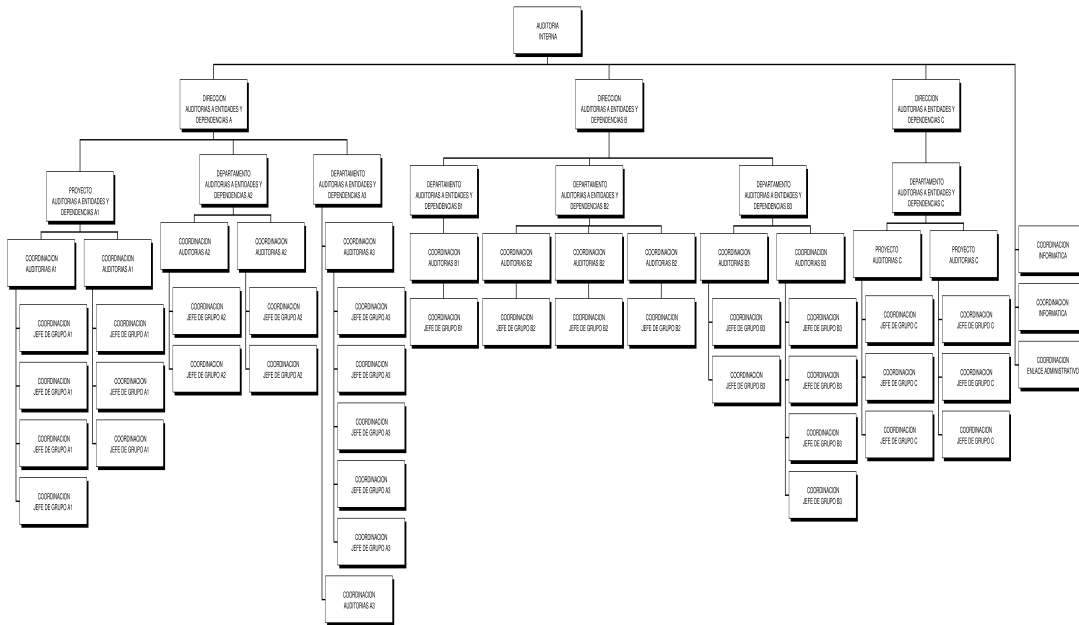 AUDITORIA
INTERNA
DIRECCION
AUDITORIAS A ENTIDADES Y
DEPENDENCIAS A
DIRECCION
AUDITORIAS A ENTIDADES Y
DEPENDENCIAS B
DIRECCION
AUDITORIAS A ENTIDADES Y
DEPENDENCIAS C
PROYECTO
AUDITORIAS A ENTIDADES Y
DEPENDENCIAS A1
DEPARTAMENTO
AUDITORIAS A ENTIDADES Y
DEPENDENCIAS A2
DEPARTAMENTO
AUDITORIAS A ENTIDADES Y
DEPENDENCIAS A3
DEPARTAMENTO
AUDITORIAS A ENTIDADES Y
DEPENDENCIAS B1
DEPARTAMENTO
AUDITORIAS A ENTIDADES Y
DEPENDENCIAS B2
DEPARTAMENTO
AUDITORIAS A ENTIDADES Y
DEPENDENCIAS B3
DEPARTAMENTO
AUDITORIAS A ENTIDADES Y
DEPENDENCIAS C
COORDINACION
AUDITORIAS A1
COORDINACION
AUDITORIAS A1
COORDINACION
AUDITORIAS A2
COORDINACION
AUDITORIAS A2
COORDINACION
AUDITORIAS A3
COORDINACION
AUDITORIAS B1
COORDINACION
AUDITORIAS B2
COORDINACION
AUDITORIAS B2
COORDINACION
AUDITORIAS B2
COORDINACION
AUDITORIAS B3
COORDINACION
AUDITORIAS B3
PROYECTO
AUDITORIAS C
PROYECTO
AUDITORIAS C
COORDINACION
INFORMATICA
COORDINACION
INFORMATICA
COORDINACION
ENLACE ADMINISTRATIVO
COORDINACION
JEFE DE GRUPO A1
COORDINACION
JEFE DE GRUPO A1
COORDINACION
JEFE DE GRUPO A1
COORDINACION
JEFE DE GRUPO A1
COORDINACION
JEFE DE GRUPO A1
COORDINACION
JEFE DE GRUPO A1
COORDINACION
JEFE DE GRUPO A1
COORDINACION
JEFE DE GRUPO A2
COORDINACION
JEFE DE GRUPO A2
COORDINACION
JEFE DE GRUPO A2
COORDINACION
JEFE DE GRUPO A2
COORDINACION
JEFE DE GRUPO A3
COORDINACION
JEFE DE GRUPO A3
COORDINACION
JEFE DE GRUPO A3
COORDINACION
JEFE DE GRUPO A3
COORDINACION
JEFE DE GRUPO A3
COORDINACION
AUDITORIAS A3
COORDINACION
JEFE DE GRUPO B1
COORDINACION
JEFE DE GRUPO B2
COORDINACION
JEFE DE GRUPO B2
COORDINACION
JEFE DE GRUPO B2
COORDINACION
JEFE DE GRUPO B3
COORDINACION
JEFE DE GRUPO B3
COORDINACION
JEFE DE GRUPO B3
COORDINACION
JEFE DE GRUPO B3
COORDINACION
JEFE DE GRUPO B3
COORDINACION
JEFE DE GRUPO B3
COORDINACION
JEFE DE GRUPO C
COORDINACION
JEFE DE GRUPO C
COORDINACION
JEFE DE GRUPO C
COORDINACION
JEFE DE GRUPO C
COORDINACION
JEFE DE GRUPO C
COORDINACION
JEFE DE GRUPO C